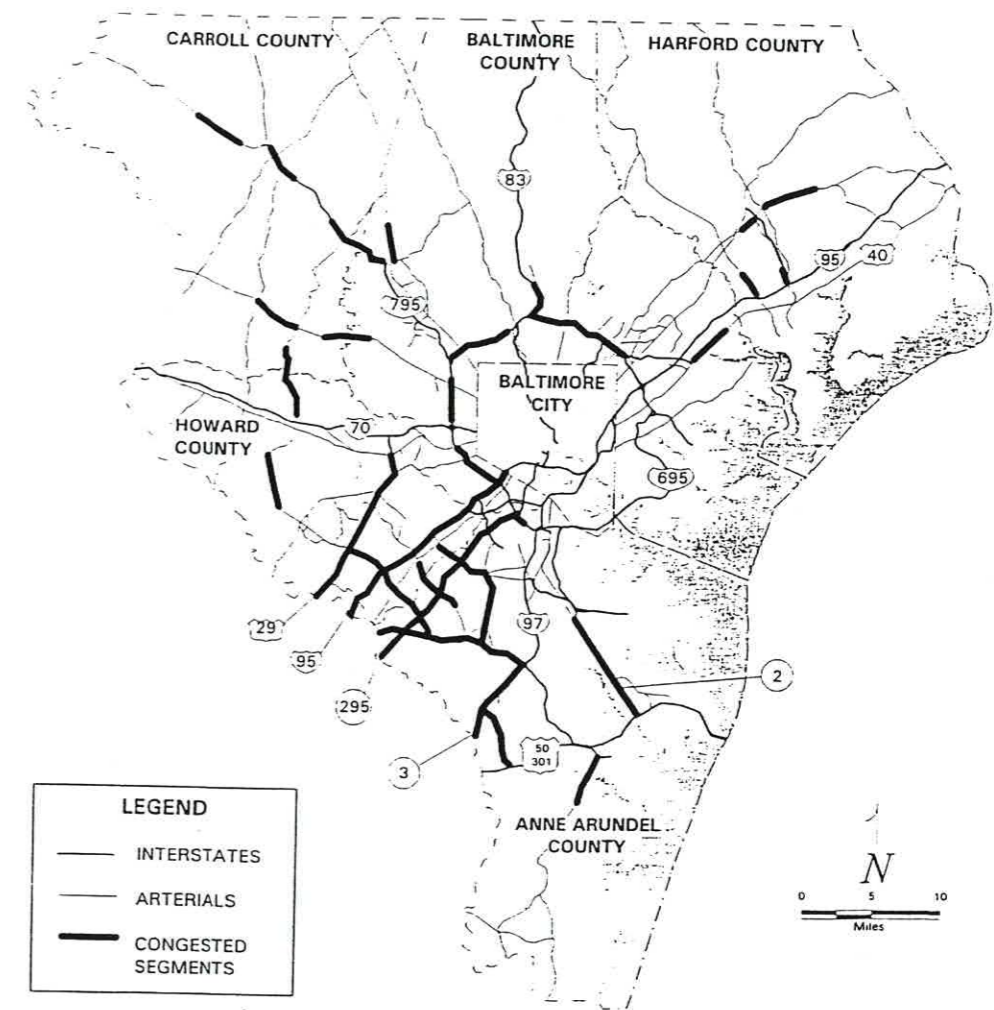 CARROLL COUNTY
BALTIMORE
COUNTY
HARFORD COUNTY
83
95
40
795
BALTIMORE
CITY
HOWARD
COUNTY
70
695
29
95
97
2
295
3
50
301
ANNE ARUNDEL
COUNTY
LEGEND
INTERSTATES
ARTERIALS
CONGESTED
SEGMENTS
N
0 5 10
Miles